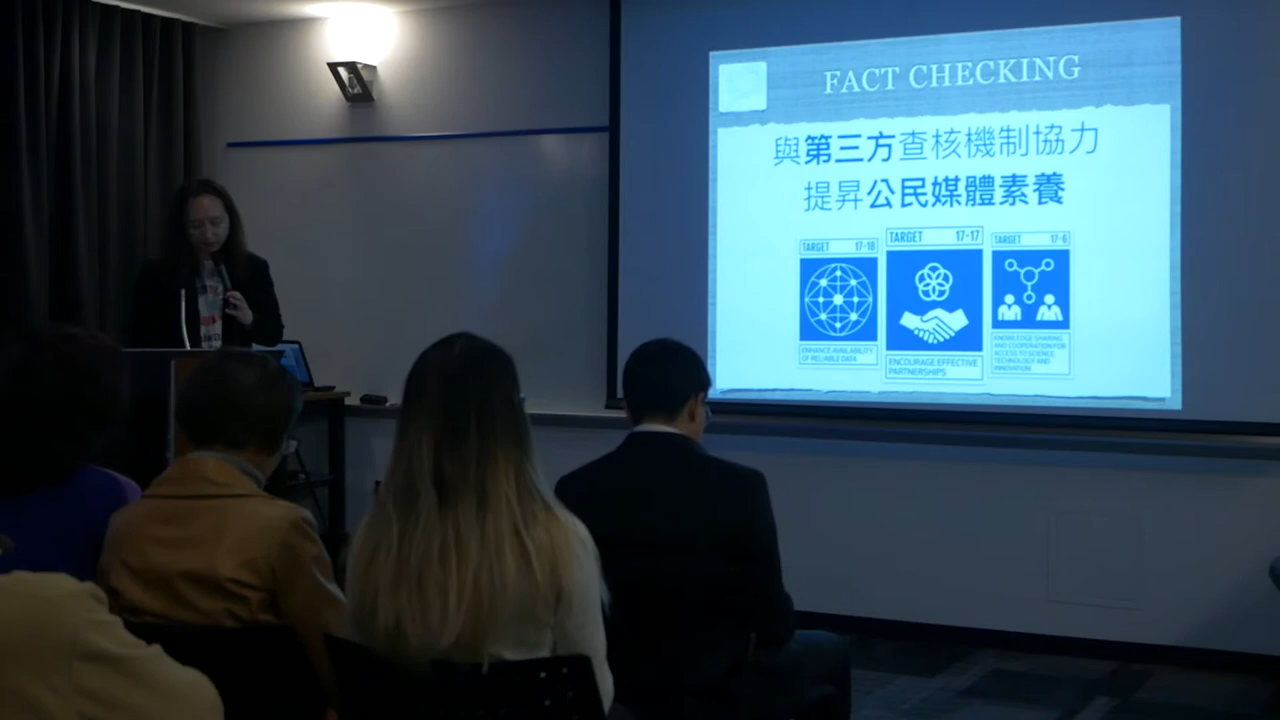 FACT CHECKING
與第三方查核機制協力
提昇公民媒體素養
TARGET 17-18
ENHANCE AVAILABILITY
OF RELIABLE DATA
TARGET 17-17
ENCOURAGE EFFECTIVE
PARTNERSHIPS
TARGET 17-6
KNOWLEDGE SHARING
AND COOPERATION FOR
ACCESS TO SCIENCE,
TECHNOLOGY AND
INNOVATION